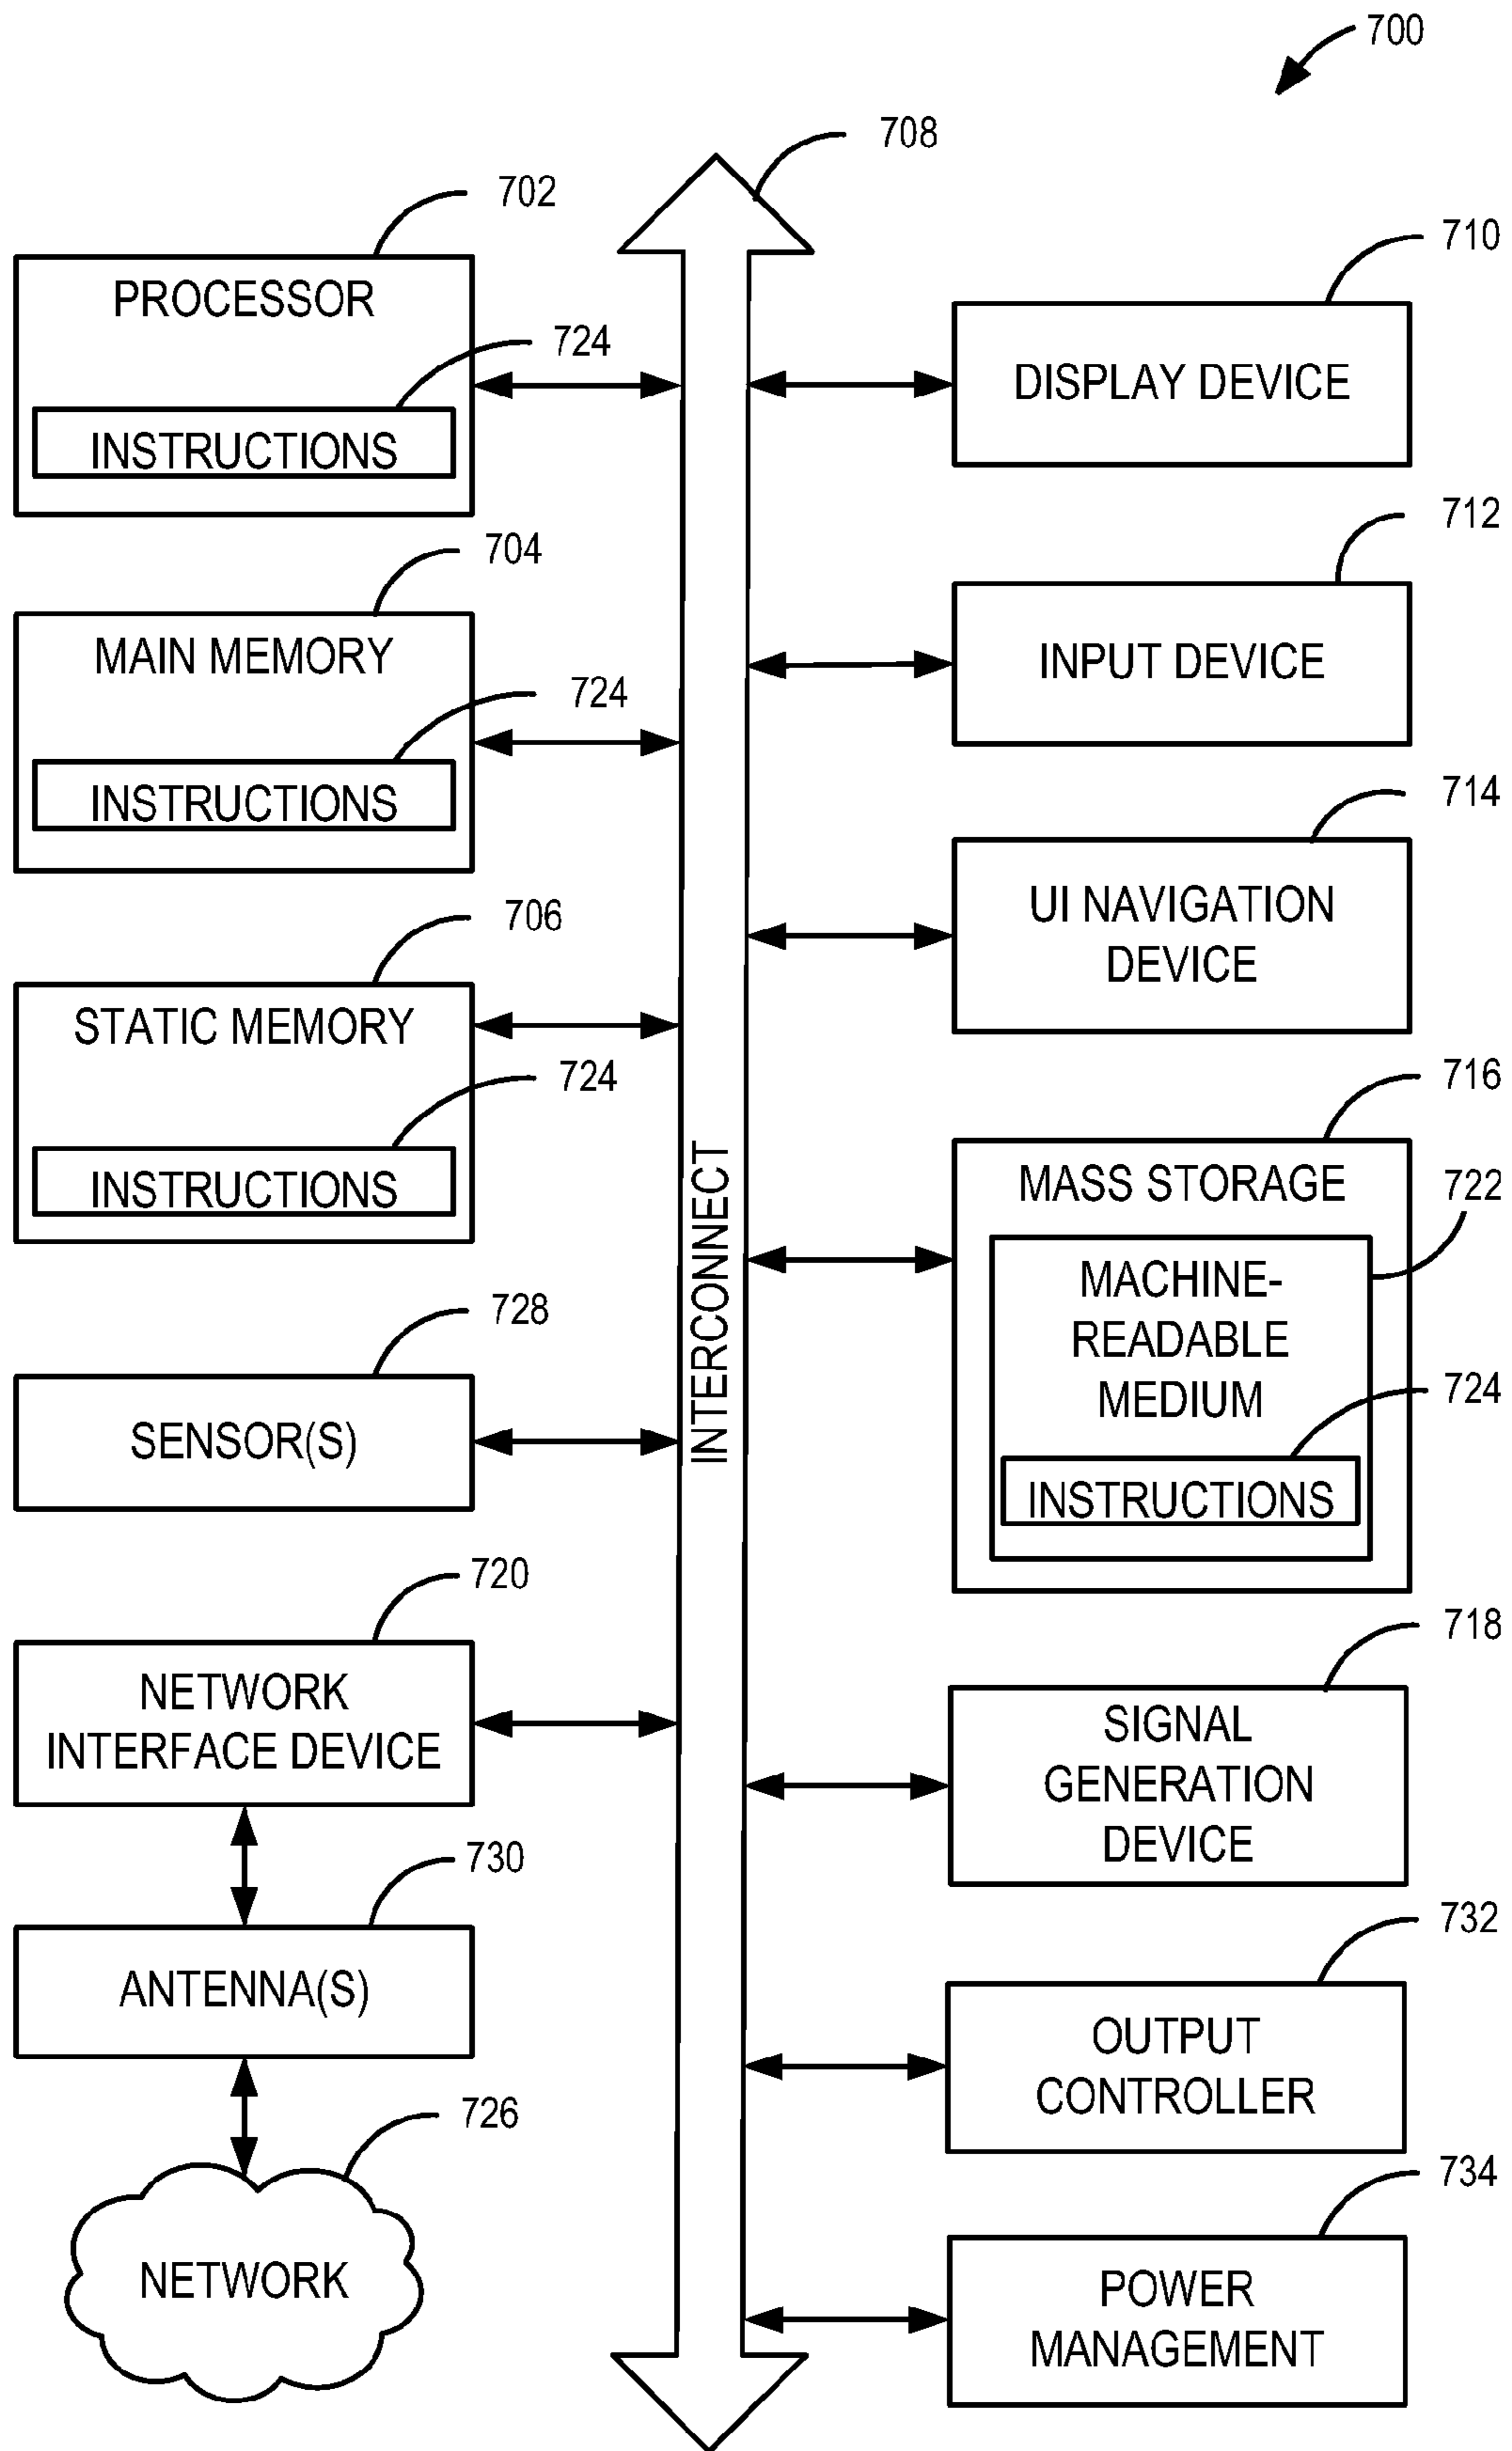 700
708
702
PROCESSOR
724
INSTRUCTIONS
704
MAIN MEMORY
724
INSTRUCTIONS
706
STATIC MEMORY
724
INSTRUCTIONS
728
SENSOR(S)
720
NETWORK
INTERFACE DEVICE
730
ANTENNA(S)
726
NETWORK
INTERCONNECT
710
DISPLAY DEVICE
712
INPUT DEVICE
714
UI NAVIGATION
DEVICE
716
MASS STORAGE
722
MACHINE-
READABLE
MEDIUM
724
INSTRUCTIONS
718
SIGNAL
GENERATION
DEVICE
732
OUTPUT
CONTROLLER
734
POWER
MANAGEMENT